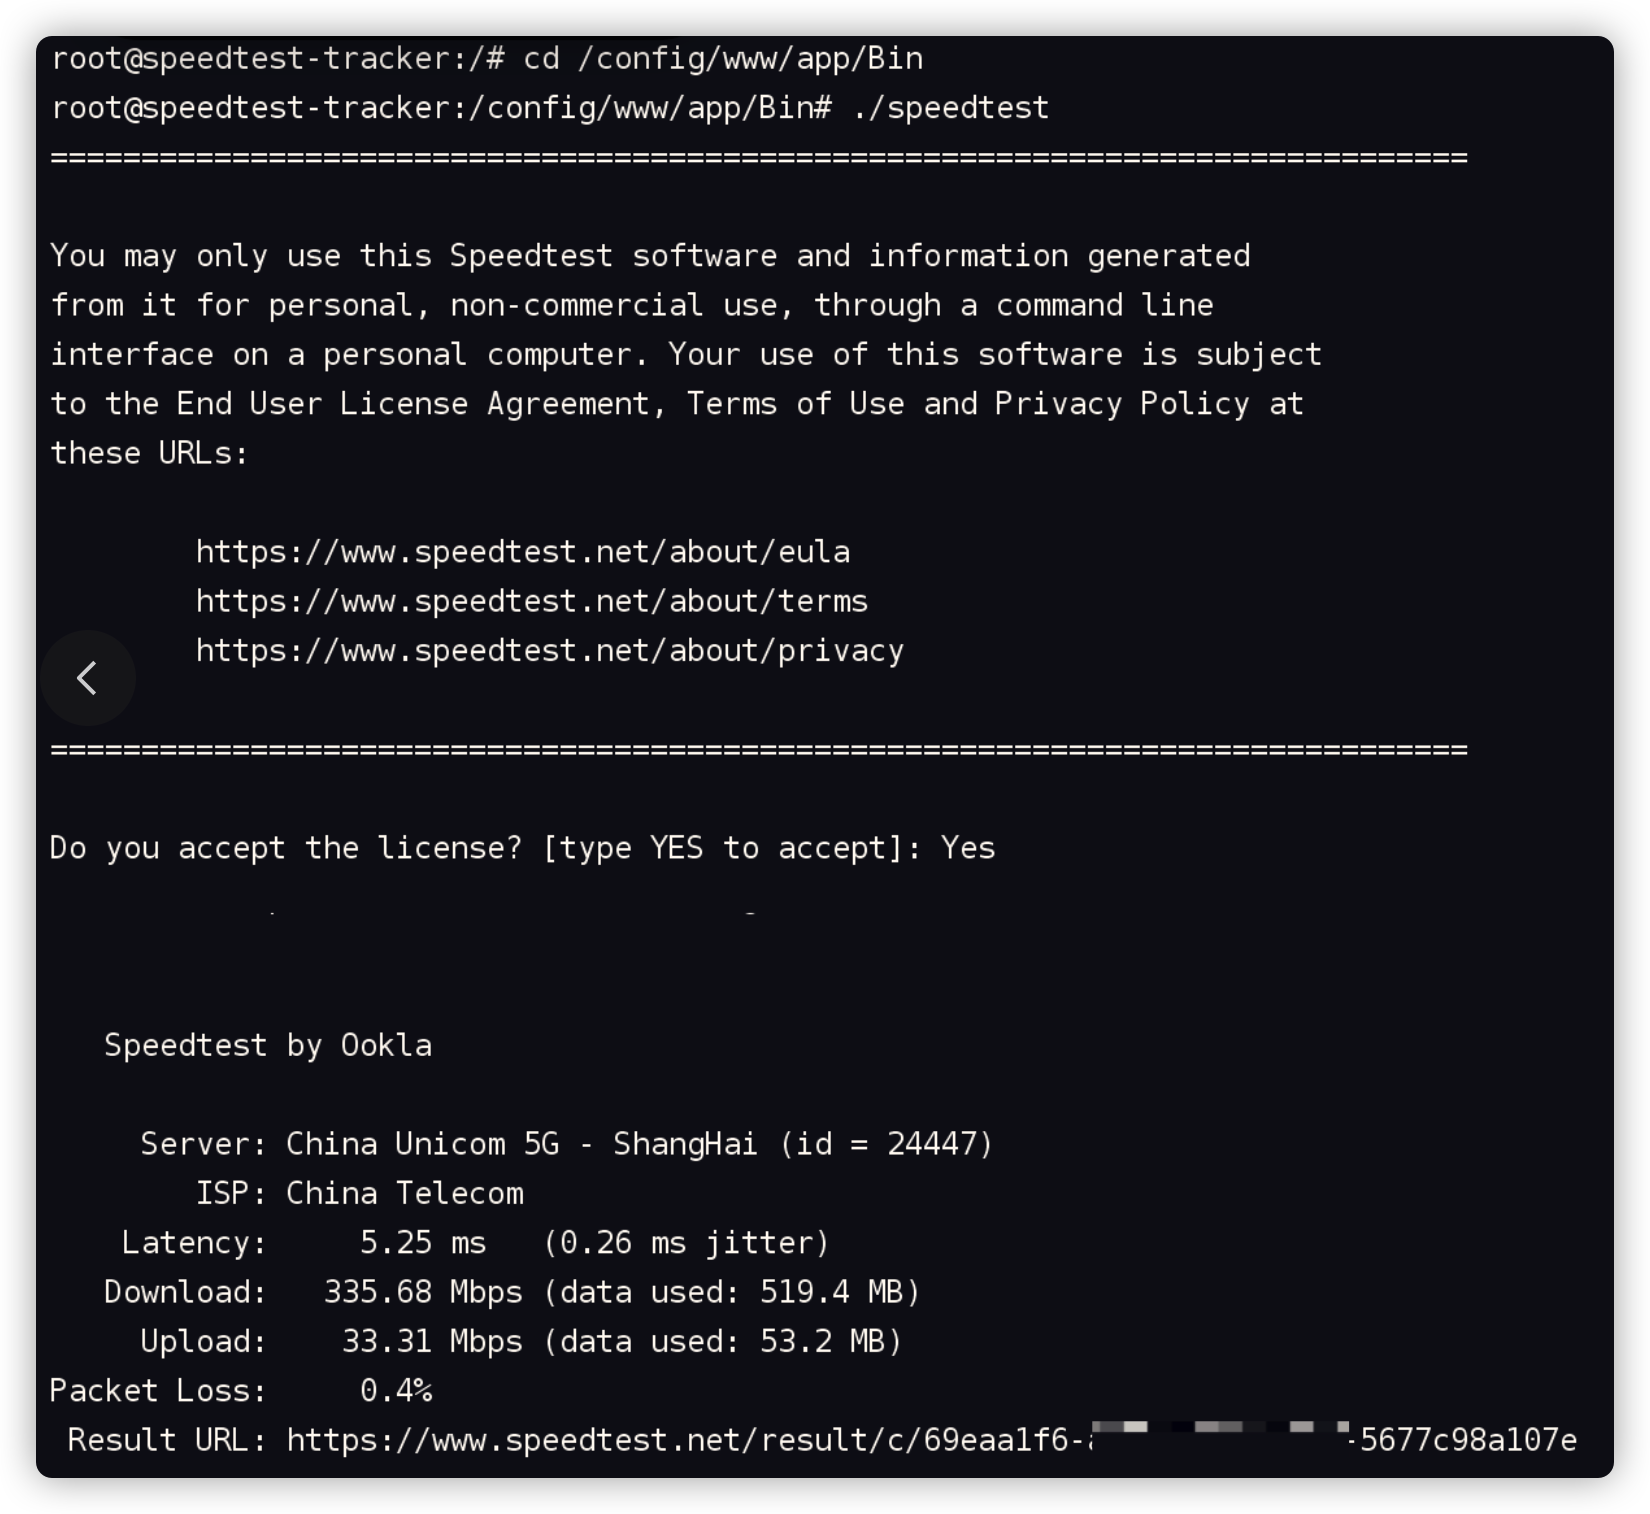 root@speedtest-tracker:/# cd /config/www/app/Bin
root@speedtest-tracker:/config/www/app/Bin# ./speedtest
==============================================================================
You may only use this Speedtest software and information generated
from it for personal, non-commercial use, through a command line
interface on a personal computer. Your use of this software is subject
to the End User License Agreement, Terms of Use and Privacy Policy at
these URLs:
https://www.speedtest.net/about/eula
https://www.speedtest.net/about/terms
https://www.speedtest.net/about/privacy
==============================================================================
Do you accept the license? [type YES to accept]: Yes
Speedtest by Ookla
Server: China Unicom 5G - ShangHai (id = 24447)
ISP: China Telecom
Latency: 5.25 ms (0.26 ms jitter)
Download: 335.68 Mbps (data used: 519.4 MB)
Upload: 33.31 Mbps (data used: 53.2 MB)
Packet Loss: 0.4%
Result URL: https://www.speedtest.net/result/c/69eaa1f6- -5677c98a107e